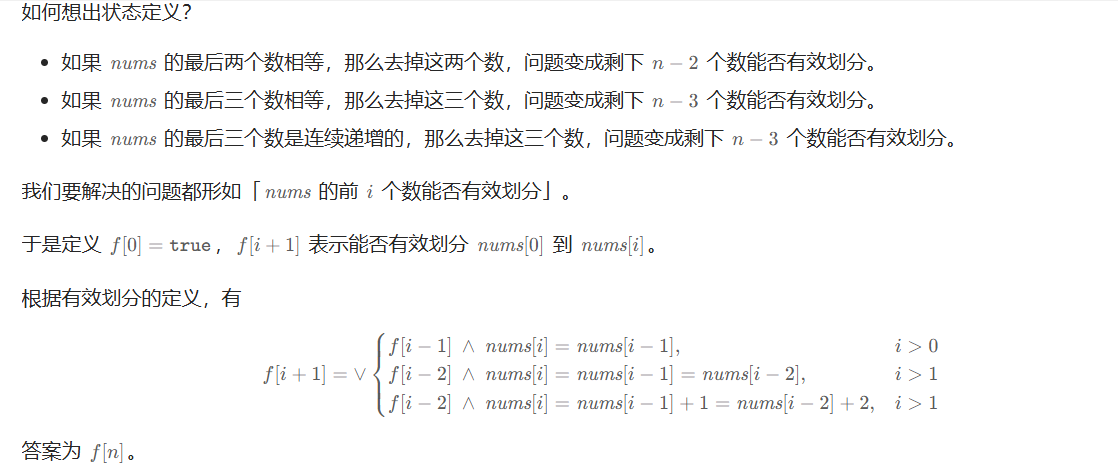 如何想出状态定义？
• 如果 nums 的最后两个数相等，那么去掉这两个数，问题变成剩下 n − 2 个数能否有效划分。
• 如果 nums 的最后三个数相等，那么去掉这三个数，问题变成剩下 n − 3 个数能否有效划分。
• 如果 nums 的最后三个数是连续递增的，那么去掉这三个数，问题变成剩下 n − 3 个数能否有效划分。
我们要解决的问题都形如「nums 的前 i 个数能否有效划分」。
于是定义 f[0] = true，f[i + 1] 表示能否有效划分 nums[0] 到 nums[i]。
根据有效划分的定义，有
f[i − 1] ∧ nums[i] = nums[i − 1], i > 0
f[i + 1] = ∨ { f[i − 2] ∧ nums[i] = nums[i − 1] = nums[i − 2], i > 1
f[i − 2] ∧ nums[i] = nums[i − 1] + 1 = nums[i − 2] + 2, i > 1
答案为 f[n]。